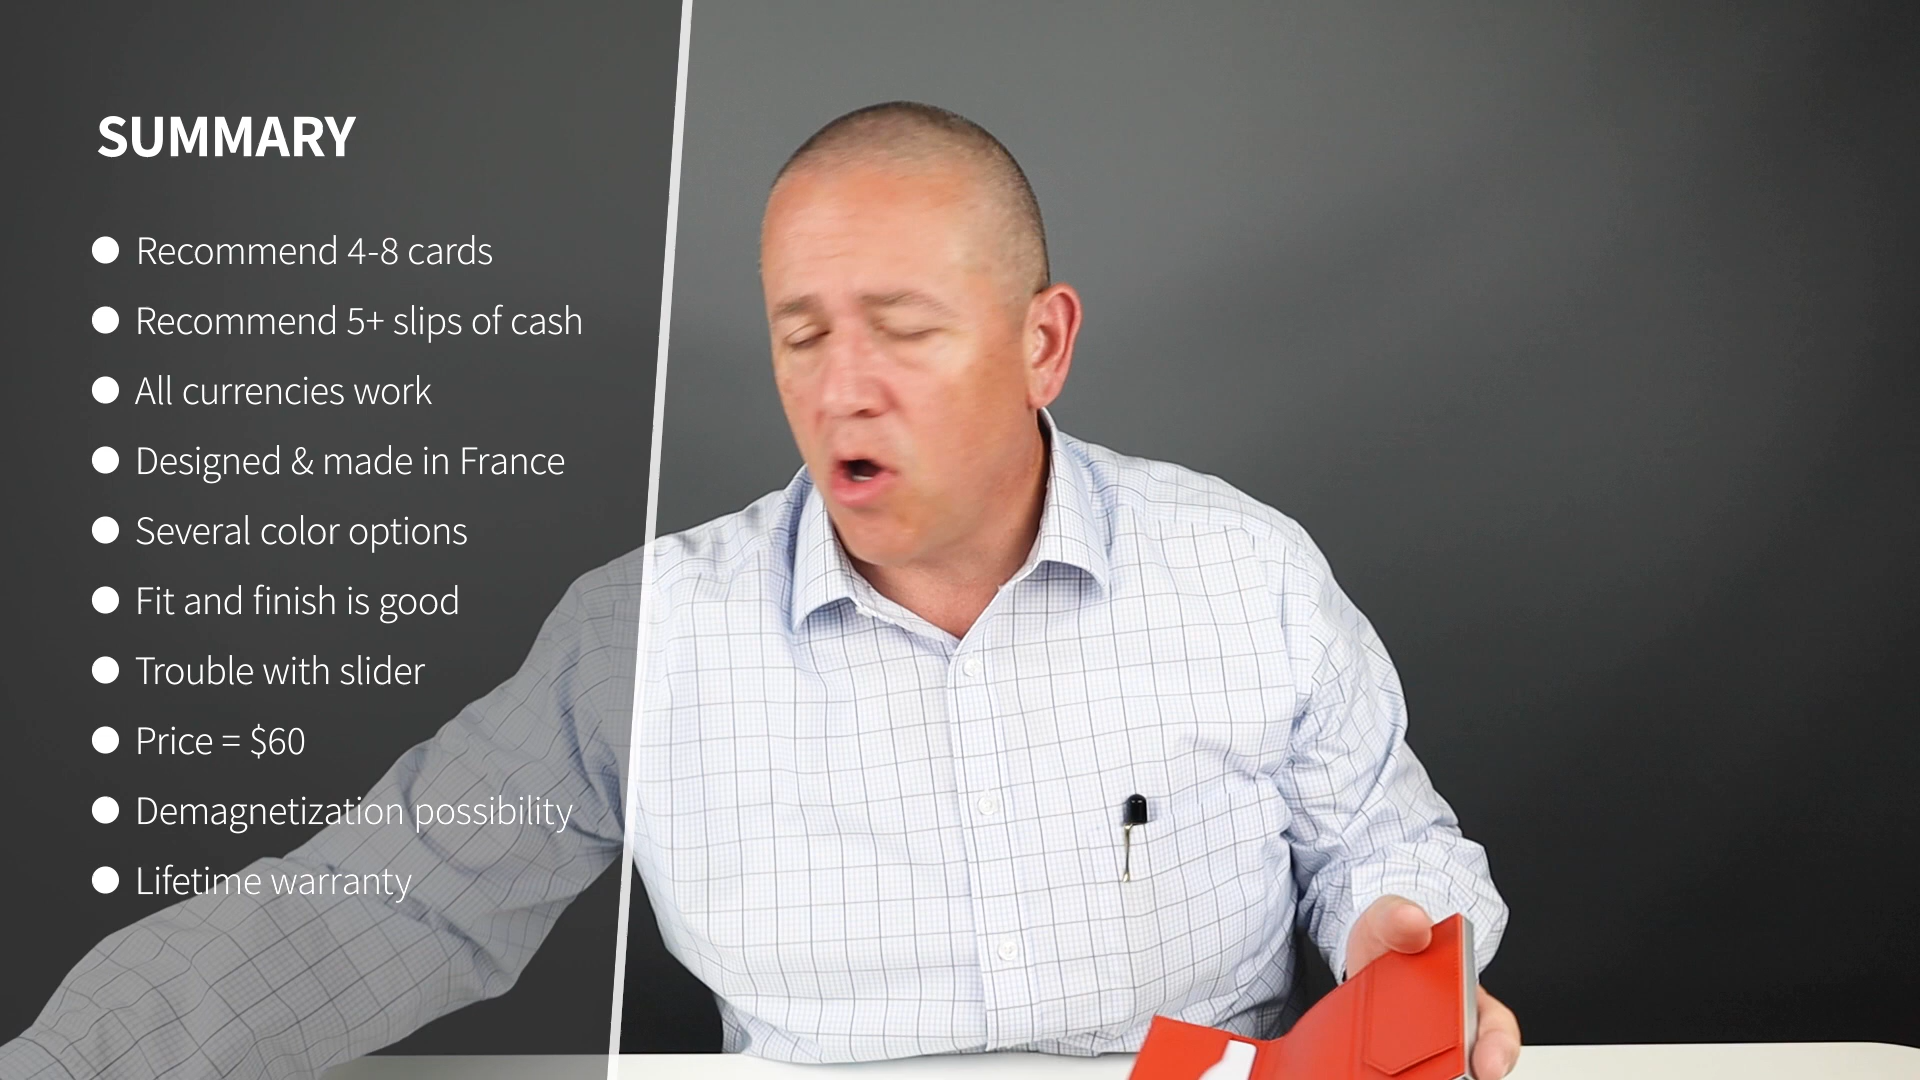 SUMMARY
Recommend 4-8 cards
Recommend 5+ slips of cash
All currencies work
Designed & made in France
Several color options
Fit and finish is good
Trouble with slider
Price = $60
Demagnetization possibility
Lifetime warranty